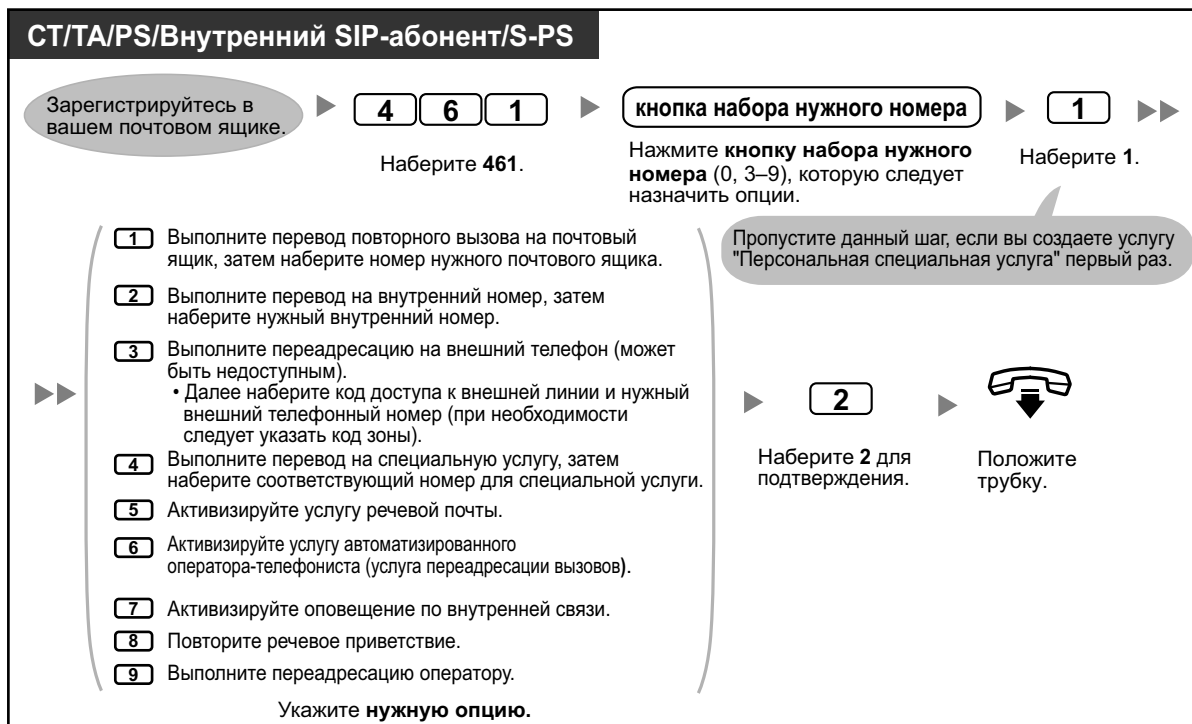 СТ/ТА/PS/Внутренний SIP-абонент/S-PS
Зарегистрируйтесь в
вашем почтовом ящике.
4 6 1
Наберите 461.
кнопка набора нужного номера
Нажмите кнопку набора нужного
номера (0, 3–9), которую следует
назначить опции.
1
Наберите 1.
Пропустите данный шаг, если вы создаете услугу
"Персональная специальная услуга" первый раз.
1 Выполните перевод повторного вызова на почтовый
ящик, затем наберите номер нужного почтового ящика.
2 Выполните перевод на внутренний номер, затем
наберите нужный внутренний номер.
3 Выполните переадресацию на внешний телефон (может
быть недоступным).
• Далее наберите код доступа к внешней линии и нужный
внешний телефонный номер (при необходимости
следует указать код зоны).
4 Выполните перевод на специальную услугу, затем
наберите соответствующий номер для специальной услуги.
5 Активизируйте услугу речевой почты.
6 Активизируйте услугу автоматизированного
оператора-телефониста (услуга переадресации вызовов).
7 Активизируйте оповещение по внутренней связи.
8 Повторите речевое приветствие.
9 Выполните переадресацию оператору.
Укажите нужную опцию.
2
Наберите 2 для
подтверждения.
Положите
трубку.